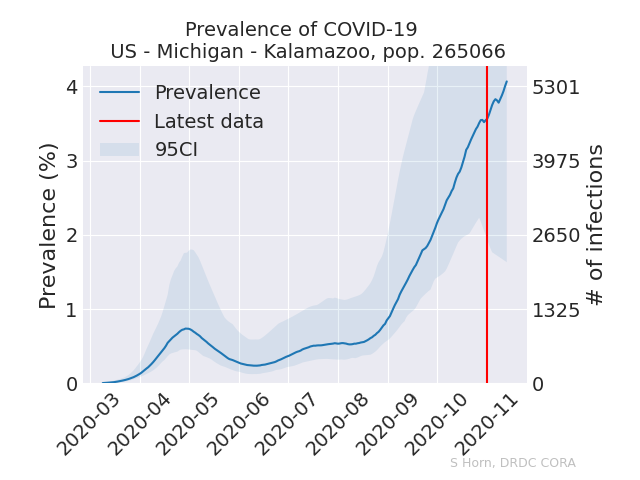 Prevalence of COVID-19
US - Michigan - Kalamazoo, pop. 265066
Prevalence
Latest data
95CI
Prevalence (%)
4
3
2
1
0
5301
3975
2650
1325
0
# of infections
2020-03
2020-04
2020-05
2020-06
2020-07
2020-08
2020-09
2020-10
2020-11
S Horn, DRDC CORA